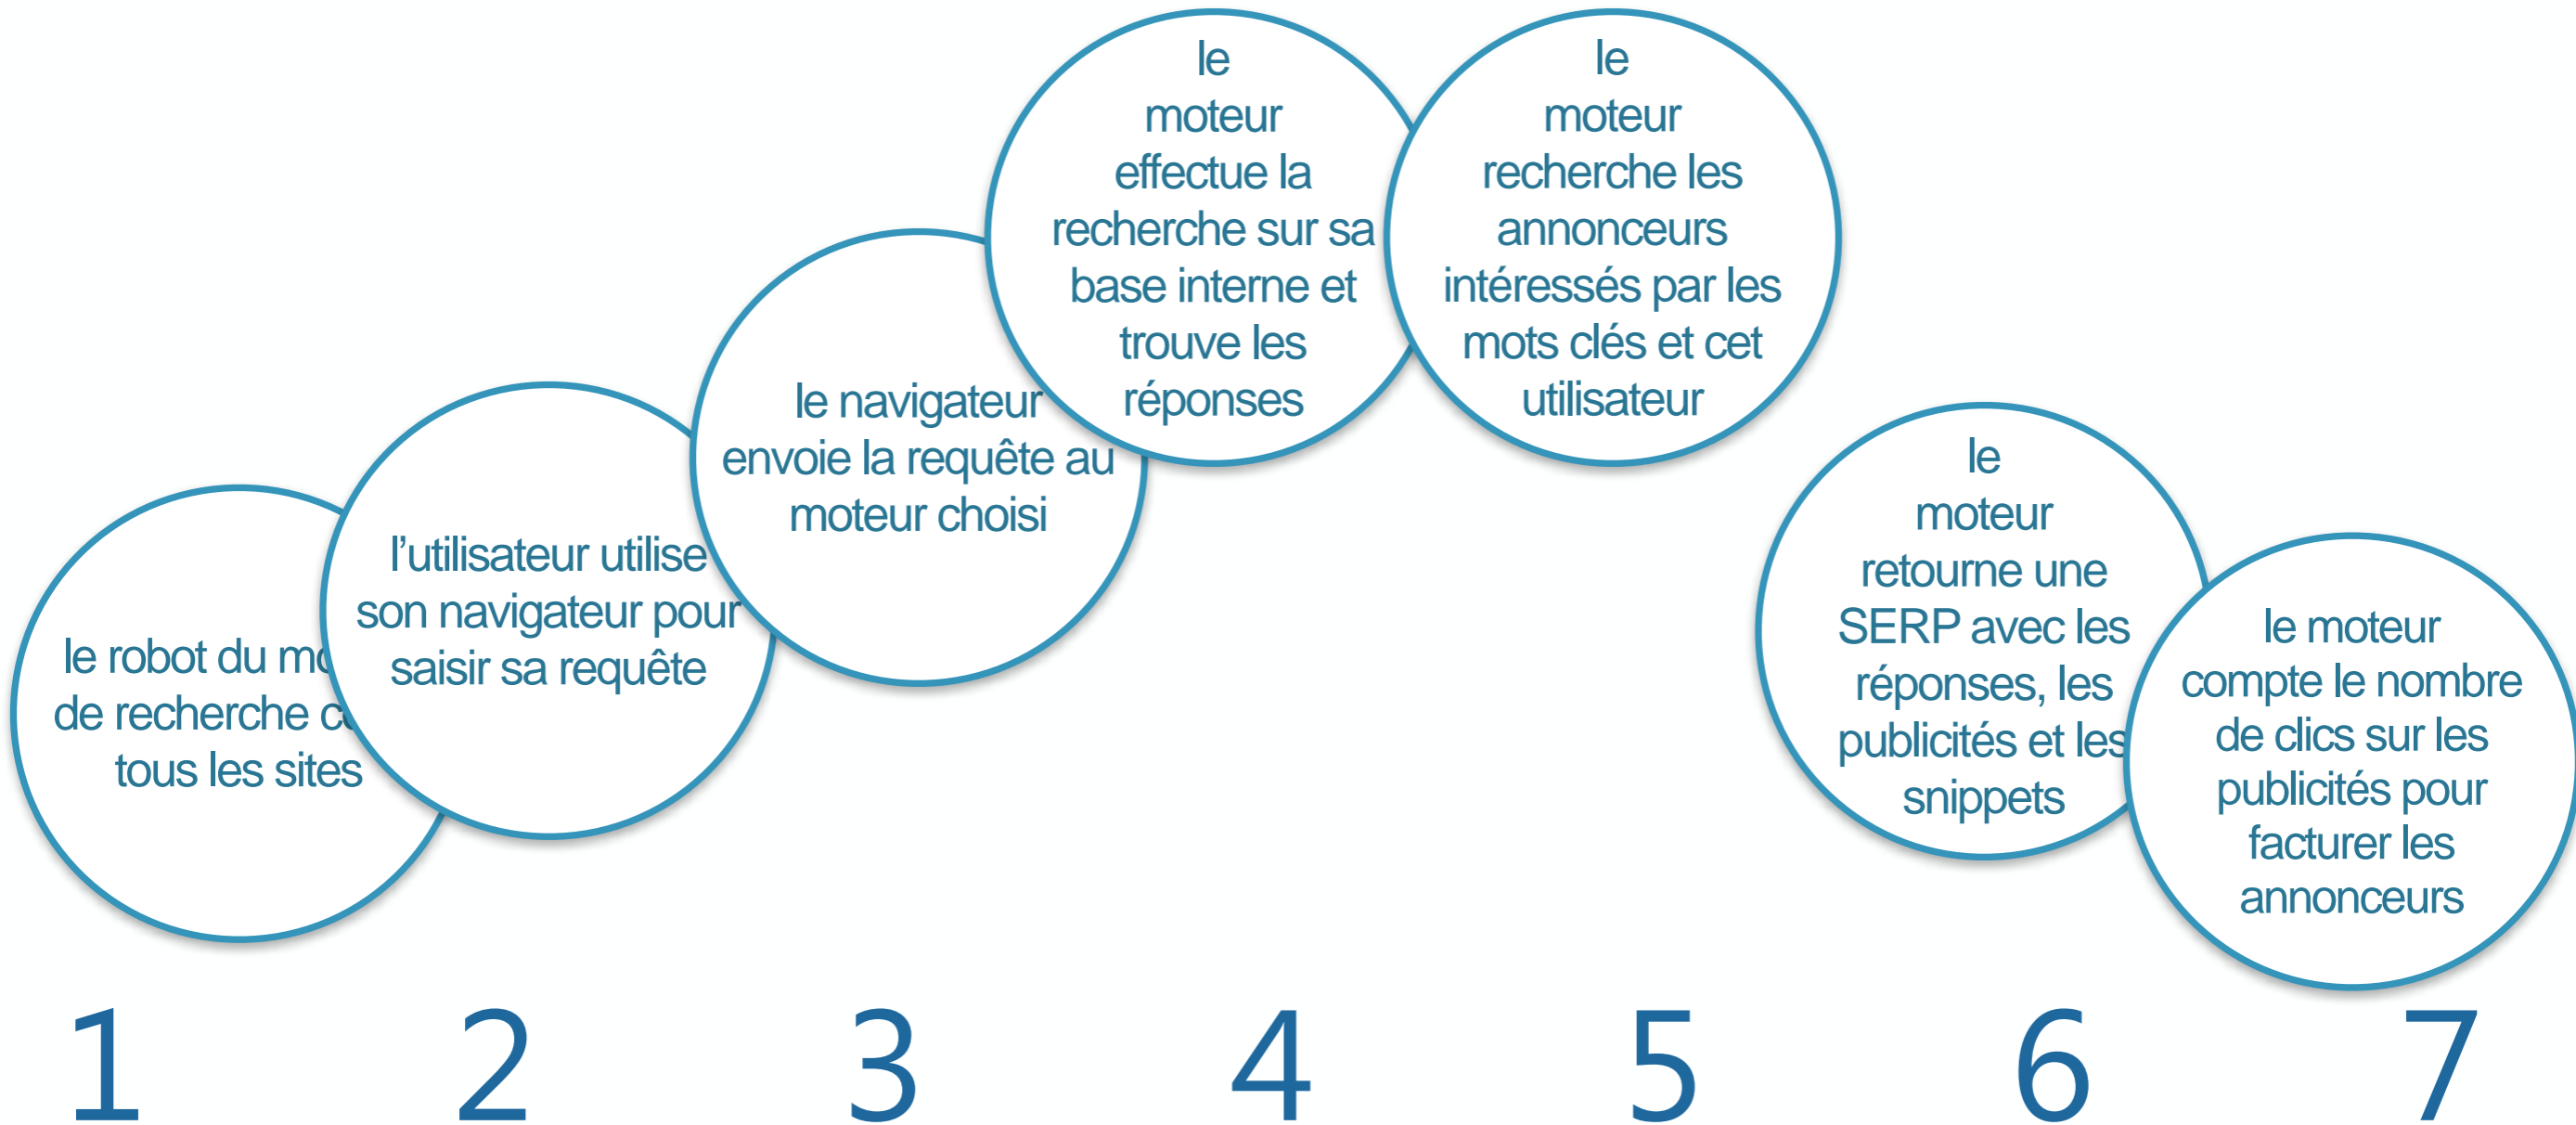 le robot du
de recherche
tous les sites
l'utilisateur utilise
son navigateur pour
saisir sa requête
le navigateur
envoie la requête au
moteur choisi
le
moteur
effectue la
recherche sur sa
base interne et
trouve les
réponses
le
moteur
recherche les
annonceurs
intéressés par les
mots clés et cet
utilisateur
le
moteur
retourne une
SERP avec les
réponses, les
publicités et les
snippets
le moteur
compte le nombre
de clics sur les
publicités pour
facturer les
annonceurs
1 2 3 4 5 6 7